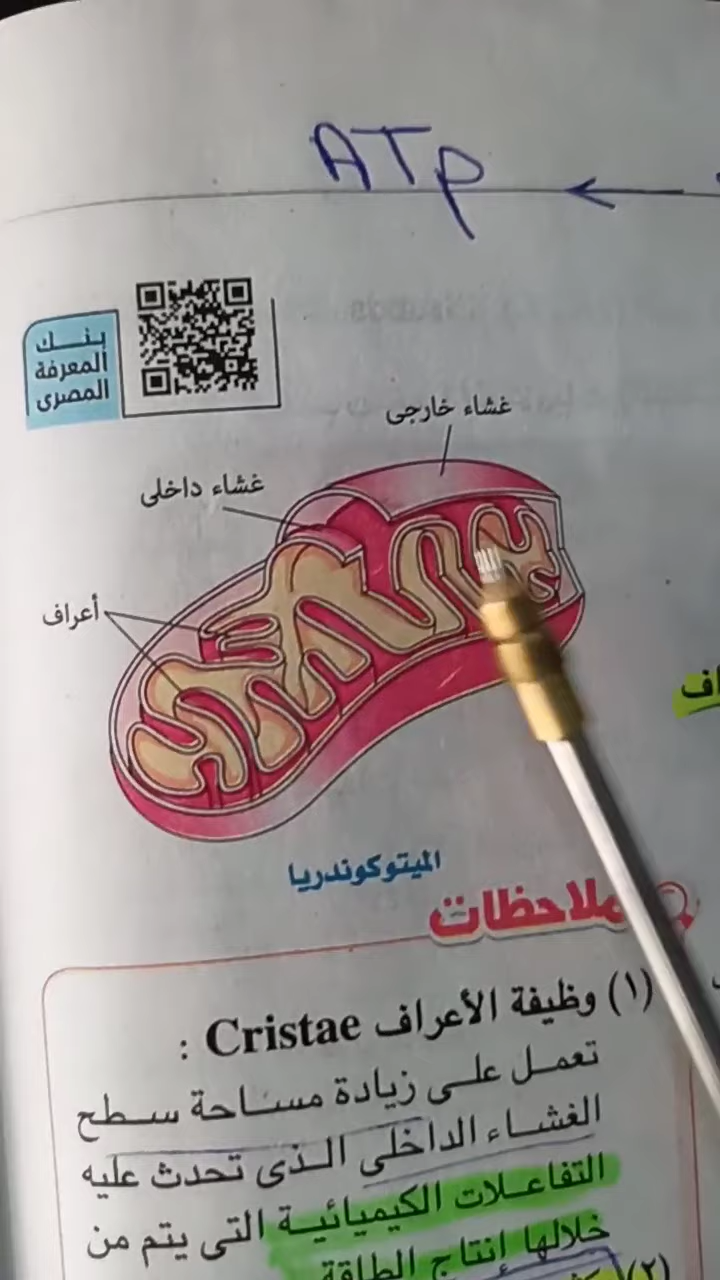 ATP
بنك
المعرفة
المصرى
غشاء خارجى
غشاء داخلى
أعراف
الميتوكوندريا
ملاحظات
(١) وظيفة الأعراف Cristae :
تعمل على زيادة مساحة سطح
الغشاء الداخلى الذى تحدث عليه
التفاعلات الكيميائية التى يتم من
خلالها إنتاج الطاقة
(٢)